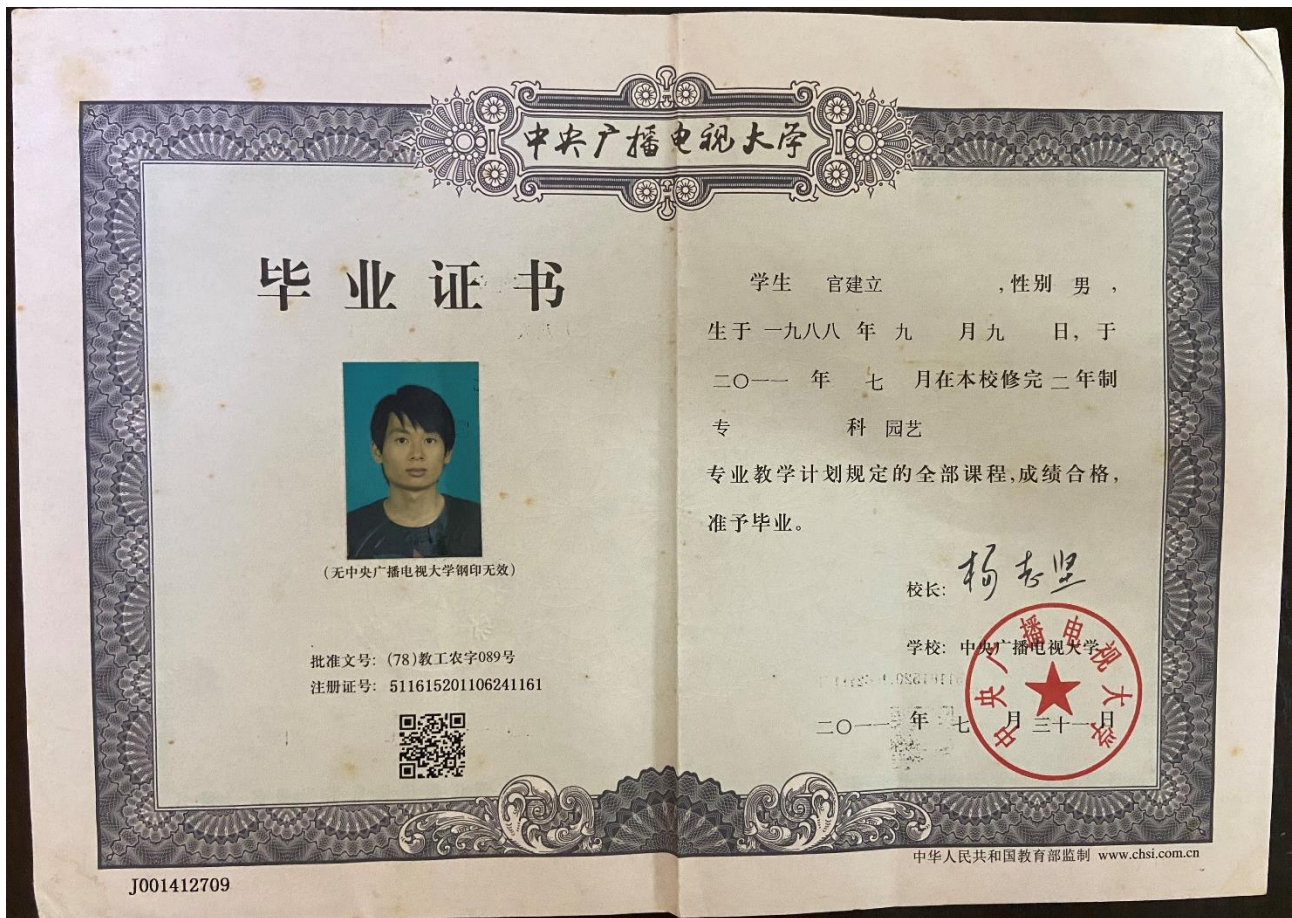 中央广播电视大学
毕业证书
(无中央广播电视大学钢印无效)
批准文号: (78)教工农字089号
注册证号: 511615201106241161
学生 官建立 ,性别 男 ,
生于 一九八八 年 九 月 九 日, 于
二〇一一 年 七 月在本校修完 二 年制
专 科 园艺
专业教学计划规定的全部课程,成绩合格,
准予毕业。
校长: 杨志坚
学校: 中央广播电视大学
二〇一一 年 七 月 三十一 日
中央广播电视大学
中华人民共和国教育部监制 www.chsi.com.cn
J001412709